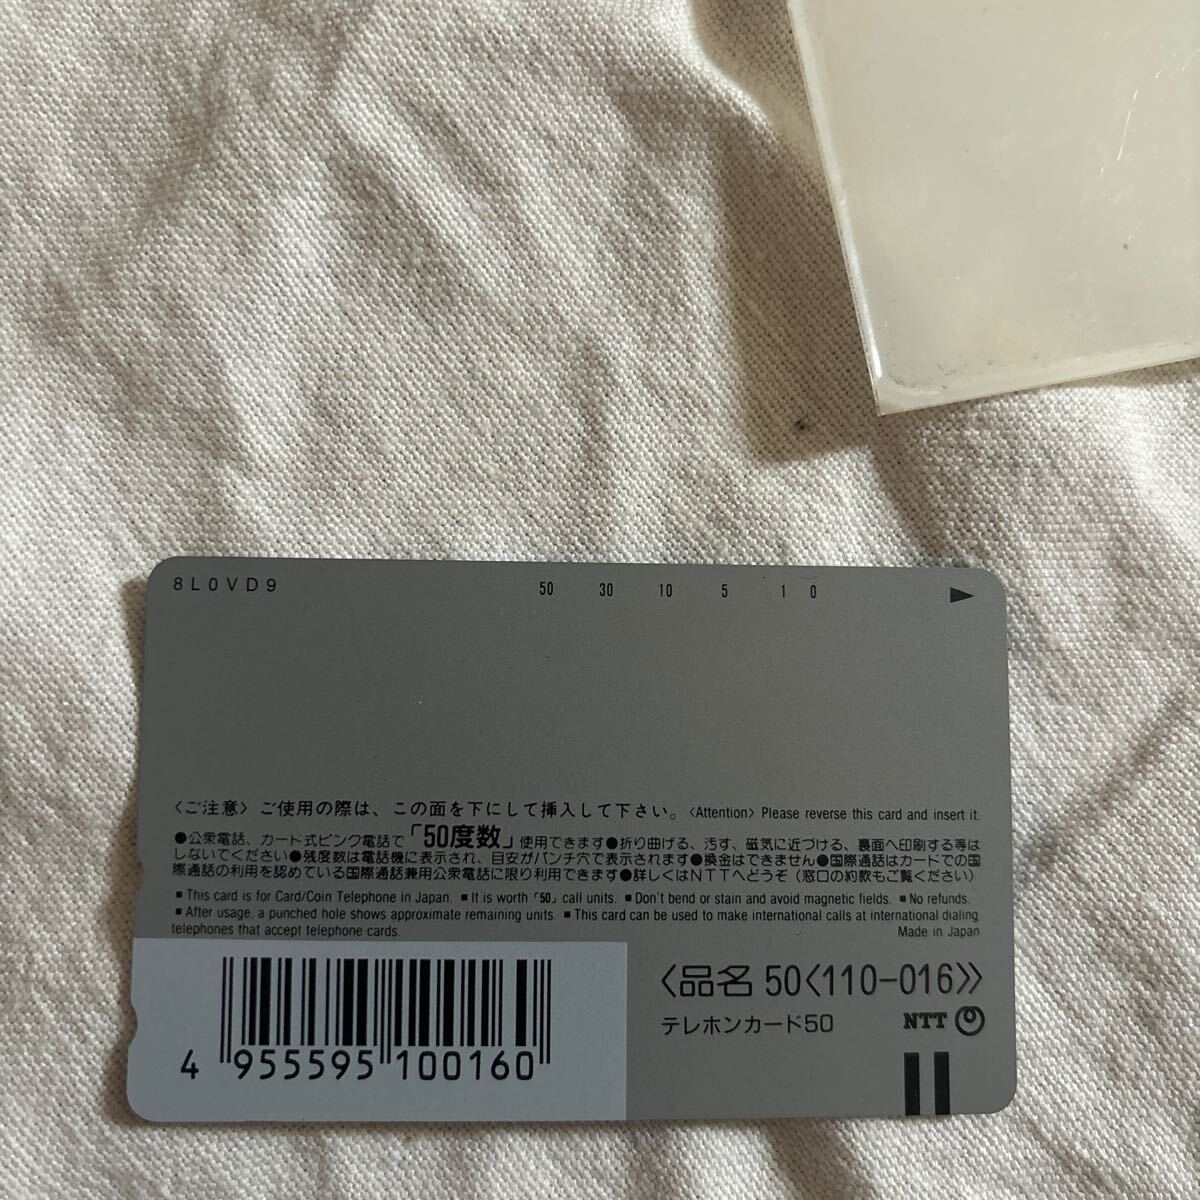 8L0VD9 50 30 10 5 1 0 ▶
〈ご注意〉ご使用の際は、この面を下にして挿入して下さい。〈Attention〉Please reverse this card and insert it.
●公衆電話、カード式ピンク電話で「50度数」使用できます●折り曲げる、汚す、磁気に近づける、裏面へ印刷する等は
しないでください●残度数は電話機に表示され、目安がパンチ穴で表示されます●換金はできません●国際通話はカードでの国
際通話の利用を認めている国際通話兼用公衆電話に限り利用できます●詳しくはNTTへどうぞ（窓口の約款もご覧ください）
■ This card is for Card/Coin Telephone in Japan. ■ It is worth「50」call units. ■ Don't bend or stain and avoid magnetic fields. ■ No refunds.
■ After usage, a punched hole shows approximate remaining units. ■ This card can be used to make international calls at international dialing
telephones that accept telephone cards. Made in Japan
〈品名 50〈110-016〉〉
テレホンカード50 NTT
4 955595 100160